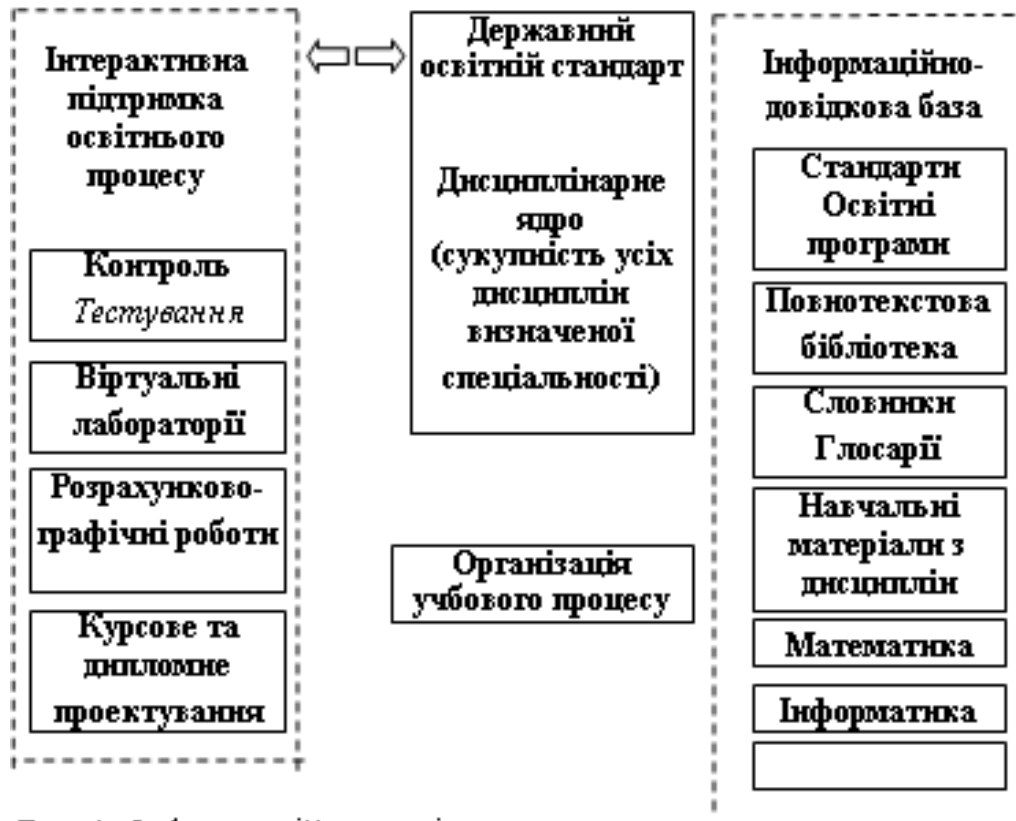 Інтерактивна
підтримка
освітнього
процесу
Контроль
Тестування
Віртуальні
лабораторії
Розрахунково-
графічні роботи
Курсове та
дипломне
проектування
Державний
освітній стандарт
Дисциплінарне
ядро
(сукупність усіх
дисциплін
визначеної
спеціальності)
Організація
учбового процесу
Інформаційно-
довідкова база
Стандарти
Освітні
програми
Повнотекстова
бібліотека
Словники
Глосарії
Навчальні
матеріали з
дисциплін
Математика
Інформатика